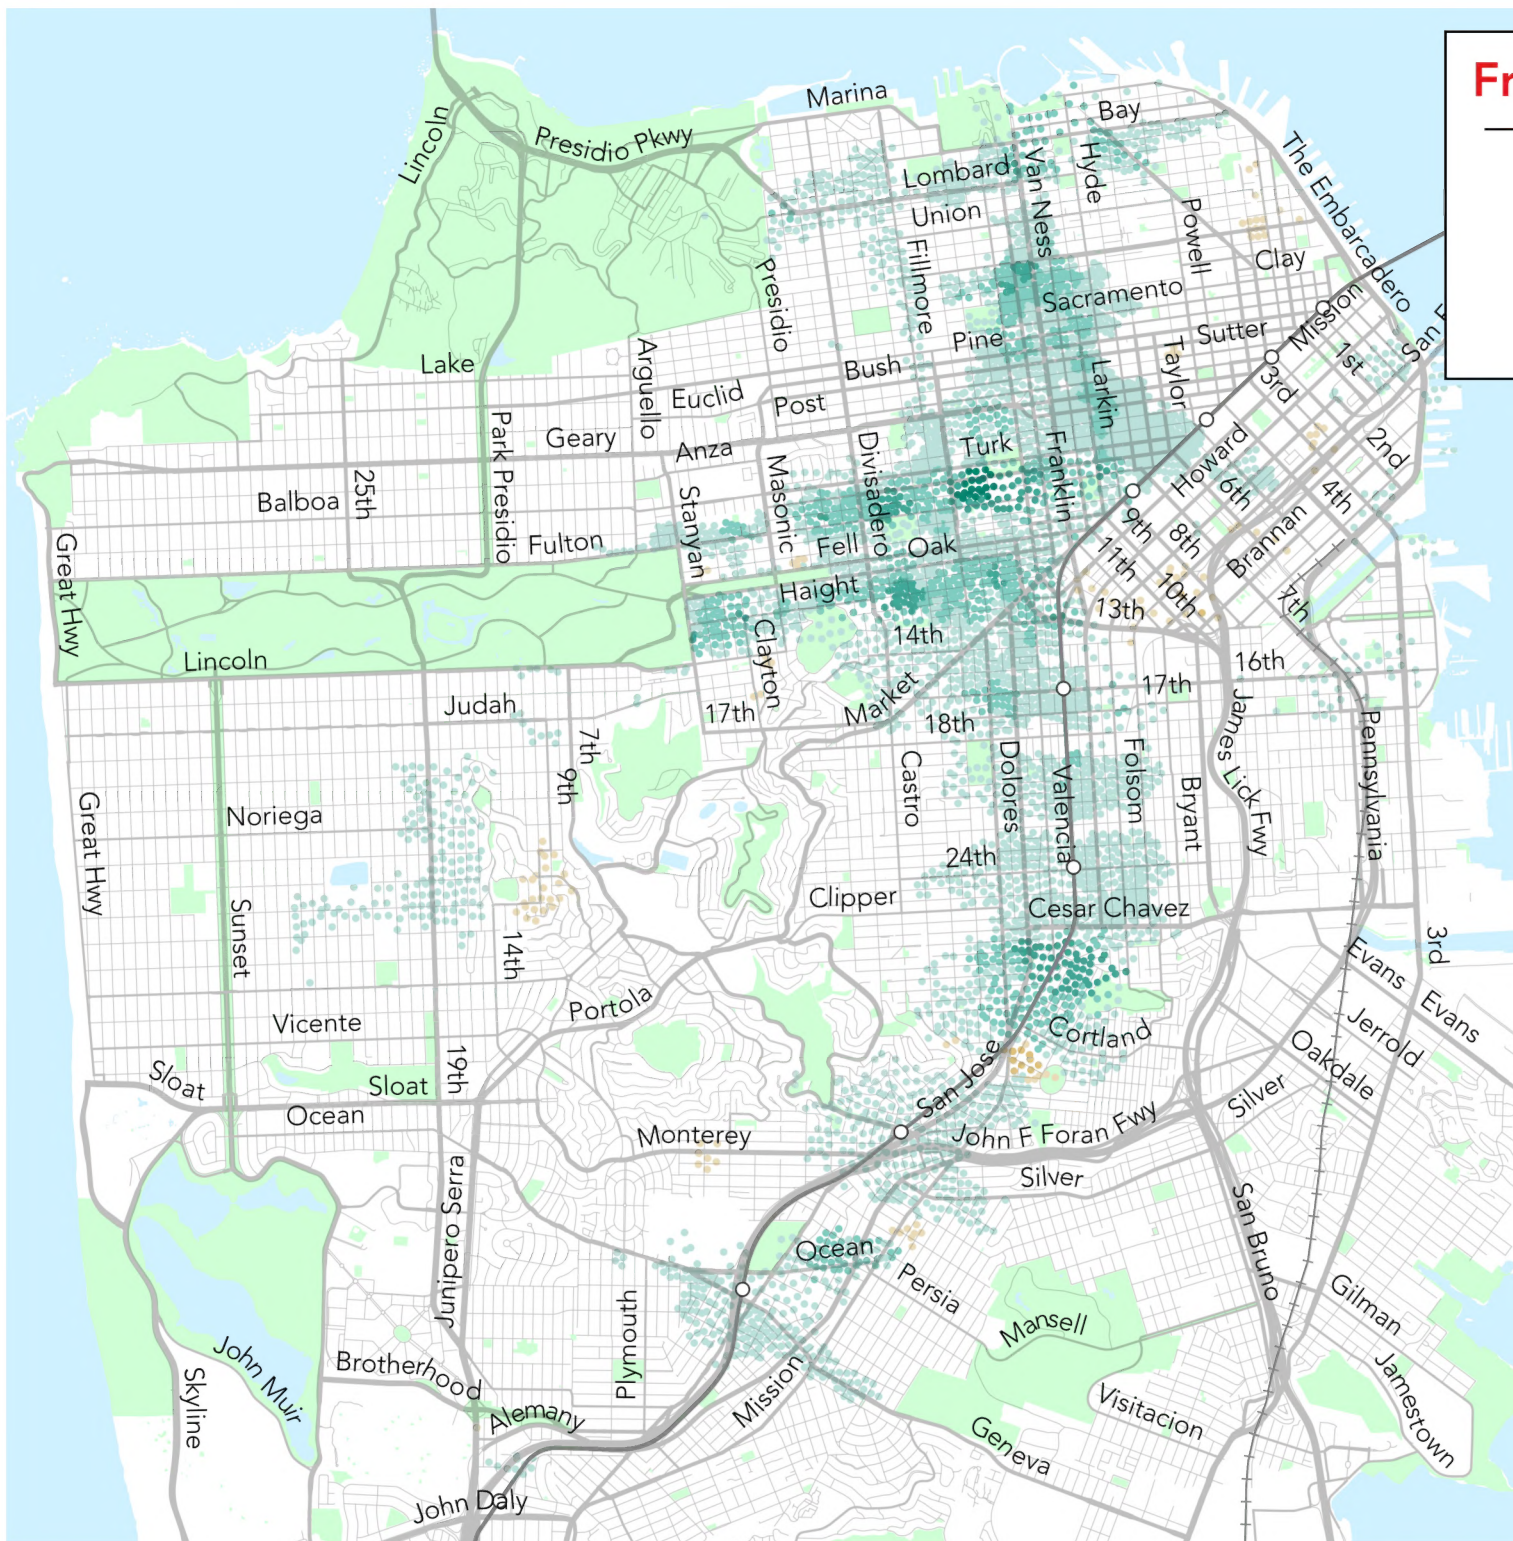 Marina
Bay
Fr
Lincoln
Presidio Pkwy
Lombard
Van Ness
Hyde
The Embarcadero
Union
Powell
Fillmore
Clay
Presidio
Sacramento
Mission
Sutter
Pine
San F
Lake
Arguello
Bush
Larkin
Taylor
1st
3rd
Euclid
Post
Park Presidio
Geary
Anza
Divisadero
Turk
Franklin
Howard
2nd
25th
Balboa
Masonic
Stanyan
6th
4th
Fulton
Fell
Oak
9th
8th
Brannan
Great Hwy
11th
10th
Haight
13th
7th
Clayton
14th
Lincoln
16th
Judah
17th
Market
18th
17th
7th
James Lick Fwy
Pennsylvania
9th
Castro
Dolores
Valencia
Folsom
Bryant
Great Hwy
Noriega
24th
Clipper
Cesar Chavez
Sunset
14th
3rd
Evans
Evans
Portola
Vicente
Cortland
Jerrold
Oakdale
19th
San Jose
Sloat
Sloat
Silver
Ocean
Monterey
John F Foran Fwy
Silver
Junipero Serra
San Bruno
Ocean
Persia
Plymouth
Mansell
Gilman
John Muir
Brotherhood
Skyline
Jamestown
Mission
Alemany
Visitacion
Geneva
John Daly